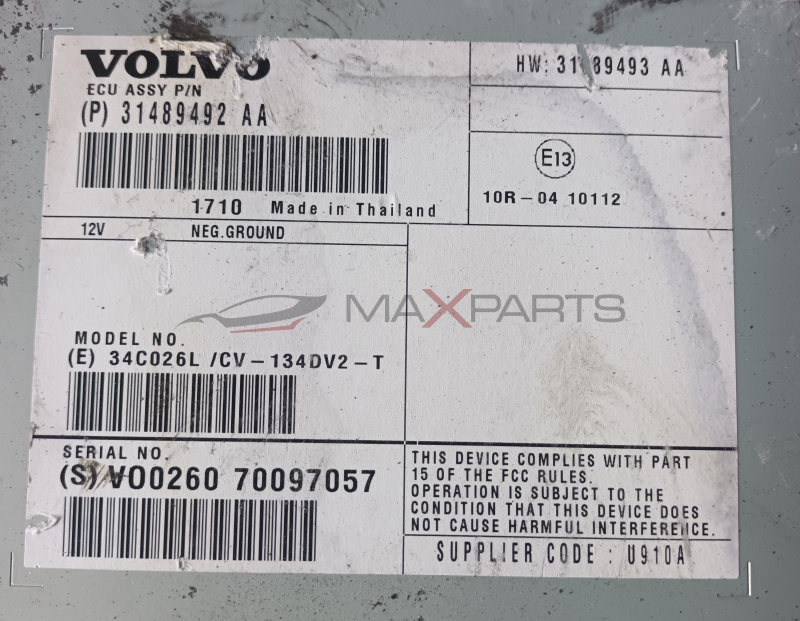 VOLVO
ECU ASSY P/N
(P) 31489492 AA
HW: 31 89493 AA
E13
10R-04 10112
1710 Made in Thailand
12V NEG.GROUND
MAXPARTS
MODEL NO.
(E) 34C026L /CV-134DV2-T
SERIAL NO.
(S) V00260 70097057
THIS DEVICE COMPLIES WITH PART
15 OF THE FCC RULES.
OPERATION IS SUBJECT TO THE
CONDITION THAT THIS DEVICE DOES
NOT CAUSE HARMFUL INTERFERENCE.
SUPPLIER CODE : U910A